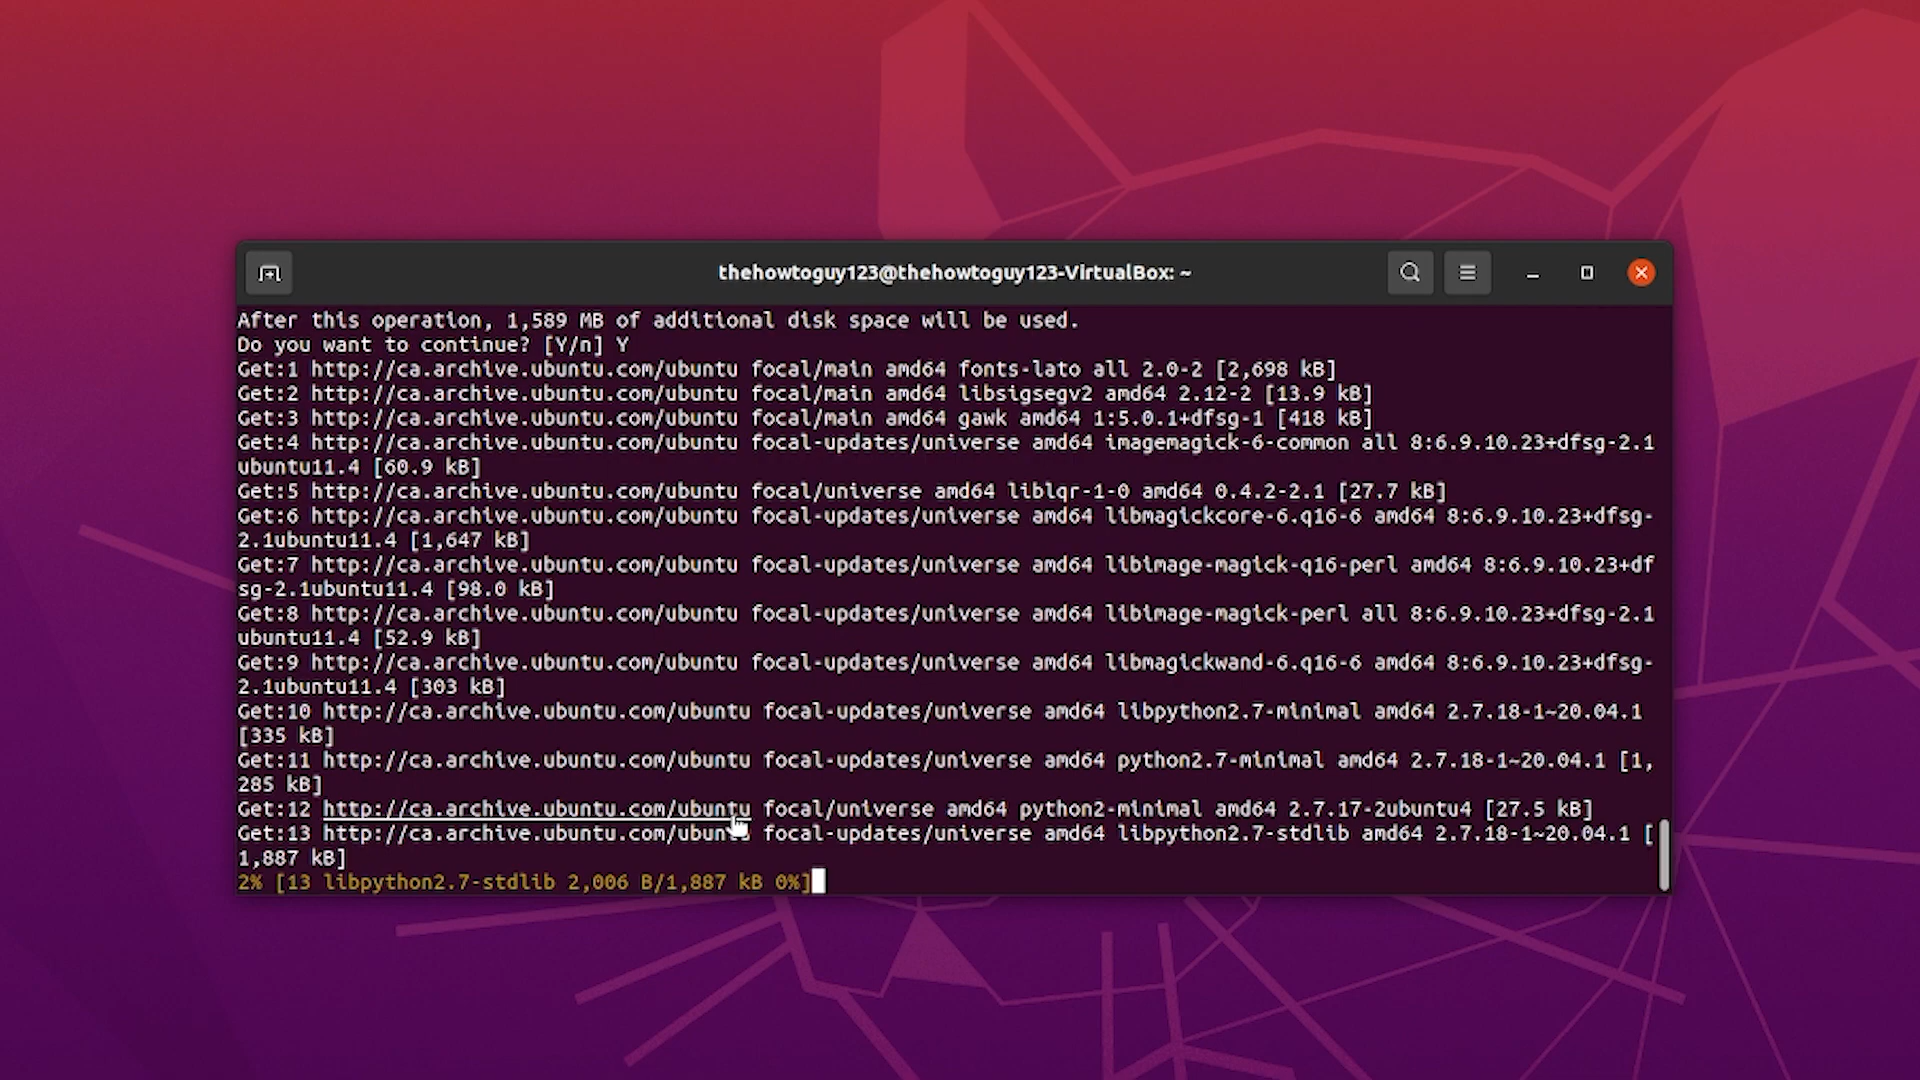 thehowtoguy123@thehowtoguy123-VirtualBox: ~
After this operation, 1,589 MB of additional disk space will be used.
Do you want to continue? [Y/n] Y
Get:1 http://ca.archive.ubuntu.com/ubuntu focal/main amd64 fonts-lato all 2.0-2 [2,698 kB]
Get:2 http://ca.archive.ubuntu.com/ubuntu focal/main amd64 libsigsegv2 amd64 2.12-2 [13.9 kB]
Get:3 http://ca.archive.ubuntu.com/ubuntu focal/main amd64 gawk amd64 1:5.0.1+dfsg-1 [418 kB]
Get:4 http://ca.archive.ubuntu.com/ubuntu focal-updates/universe amd64 imagemagick-6-common all 8:6.9.10.23+dfsg-2.1
ubuntu11.4 [60.9 kB]
Get:5 http://ca.archive.ubuntu.com/ubuntu focal/universe amd64 liblqr-1-0 amd64 0.4.2-2.1 [27.7 kB]
Get:6 http://ca.archive.ubuntu.com/ubuntu focal-updates/universe amd64 libmagickcore-6.q16-6 amd64 8:6.9.10.23+dfsg-
2.1ubuntu11.4 [1,647 kB]
Get:7 http://ca.archive.ubuntu.com/ubuntu focal-updates/universe amd64 libimage-magick-q16-perl amd64 8:6.9.10.23+df
sg-2.1ubuntu11.4 [98.0 kB]
Get:8 http://ca.archive.ubuntu.com/ubuntu focal-updates/universe amd64 libimage-magick-perl all 8:6.9.10.23+dfsg-2.1
ubuntu11.4 [52.9 kB]
Get:9 http://ca.archive.ubuntu.com/ubuntu focal-updates/universe amd64 libmagickwand-6.q16-6 amd64 8:6.9.10.23+dfsg-
2.1ubuntu11.4 [303 kB]
Get:10 http://ca.archive.ubuntu.com/ubuntu focal-updates/universe amd64 libpython2.7-minimal amd64 2.7.18-1~20.04.1
[335 kB]
Get:11 http://ca.archive.ubuntu.com/ubuntu focal-updates/universe amd64 python2.7-minimal amd64 2.7.18-1~20.04.1 [1,
285 kB]
Get:12 http://ca.archive.ubuntu.com/ubuntu focal/universe amd64 python2-minimal amd64 2.7.17-2ubuntu4 [27.5 kB]
Get:13 http://ca.archive.ubuntu.com/ubuntu focal-updates/universe amd64 libpython2.7-stdlib amd64 2.7.18-1~20.04.1 [
1,887 kB]
2% [13 libpython2.7-stdlib 2,006 B/1,887 kB 0%]